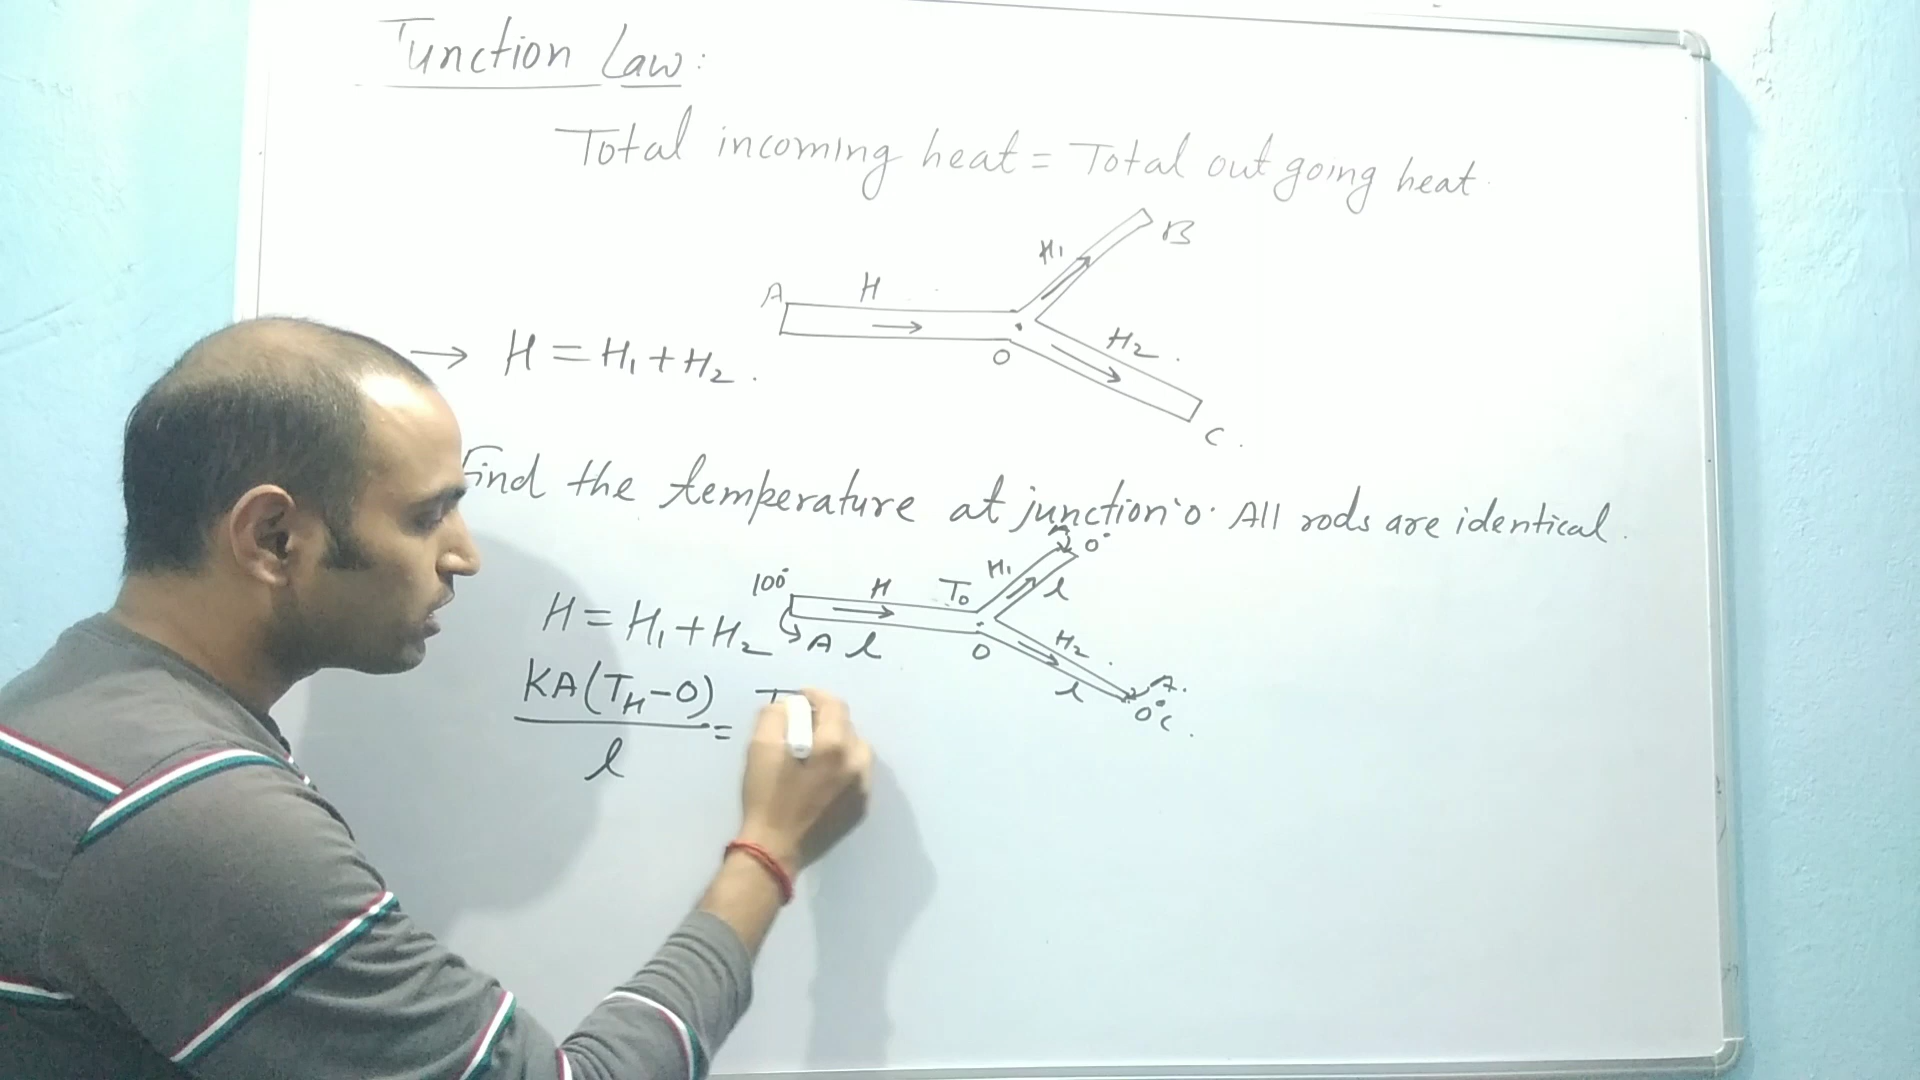 Junction Law:
Total incoming heat = Total out going heat.
A H H₁ B
O H₂ C
→ H = H₁ + H₂.
Find the temperature at junction 'O'. All rods are identical.
100° H T₀ H₁ 0° l
A l O H₂ l A. 0°C.
H = H₁ + H₂
KA(T_H - 0) / l =